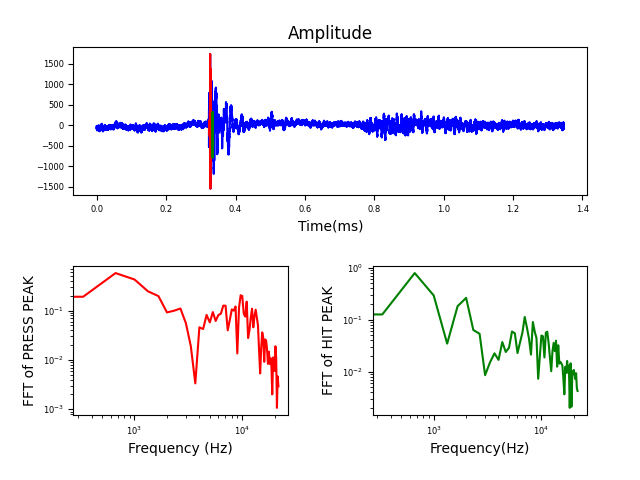 Amplitude
1500
1000
500
0
−500
−1000
−1500
0.0 0.2 0.4 0.6 0.8 1.0 1.2 1.4
Time(ms)
FFT of PRESS PEAK
10⁻¹
10⁻²
10⁻³
10³ 10⁴
Frequency (Hz)
FFT of HIT PEAK
10⁰
10⁻¹
10⁻²
10³ 10⁴
Frequency(Hz)